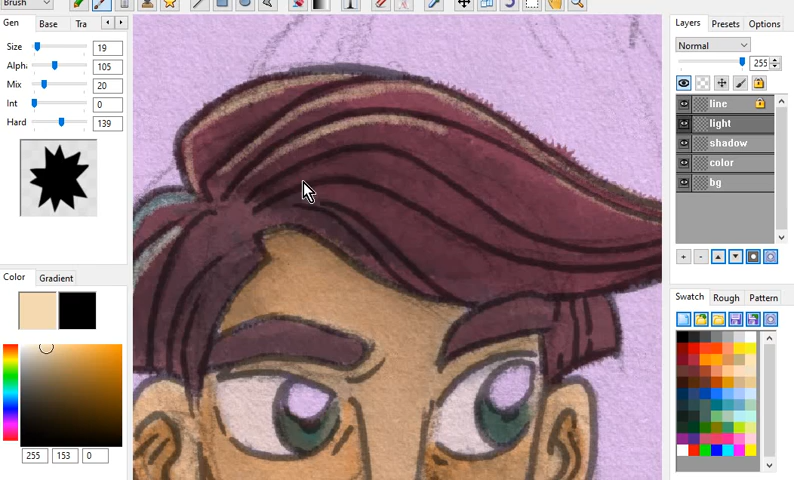 Brush
Gen Base Tra
Size 19
Alph 105
Mix 20
Int 0
Hard 139
Color Gradient
255 153 0
Layers Presets Options
Normal
255
line
light
shadow
color
bg
Swatch Rough Pattern